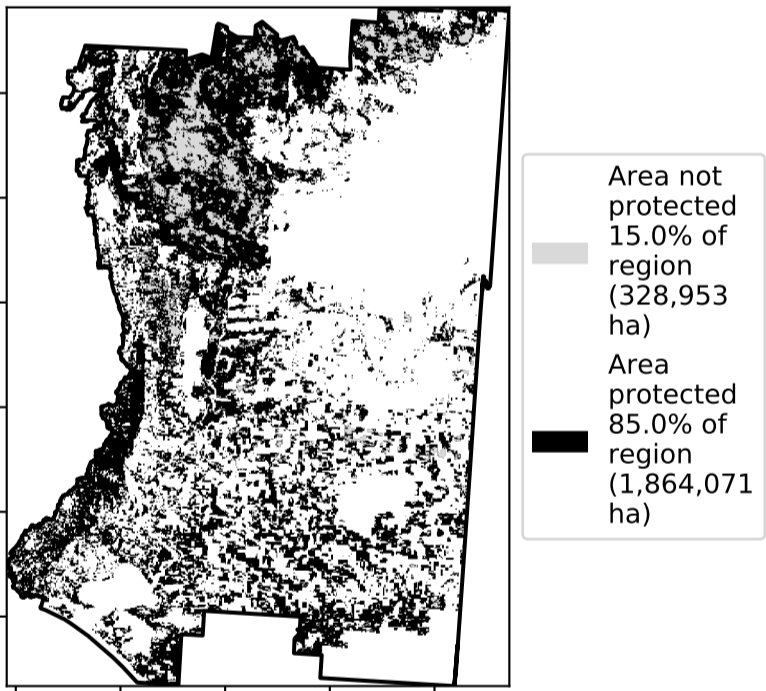 Area not
protected
15.0% of
region
(328,953
ha)
Area
protected
85.0% of
region
(1,864,071
ha)